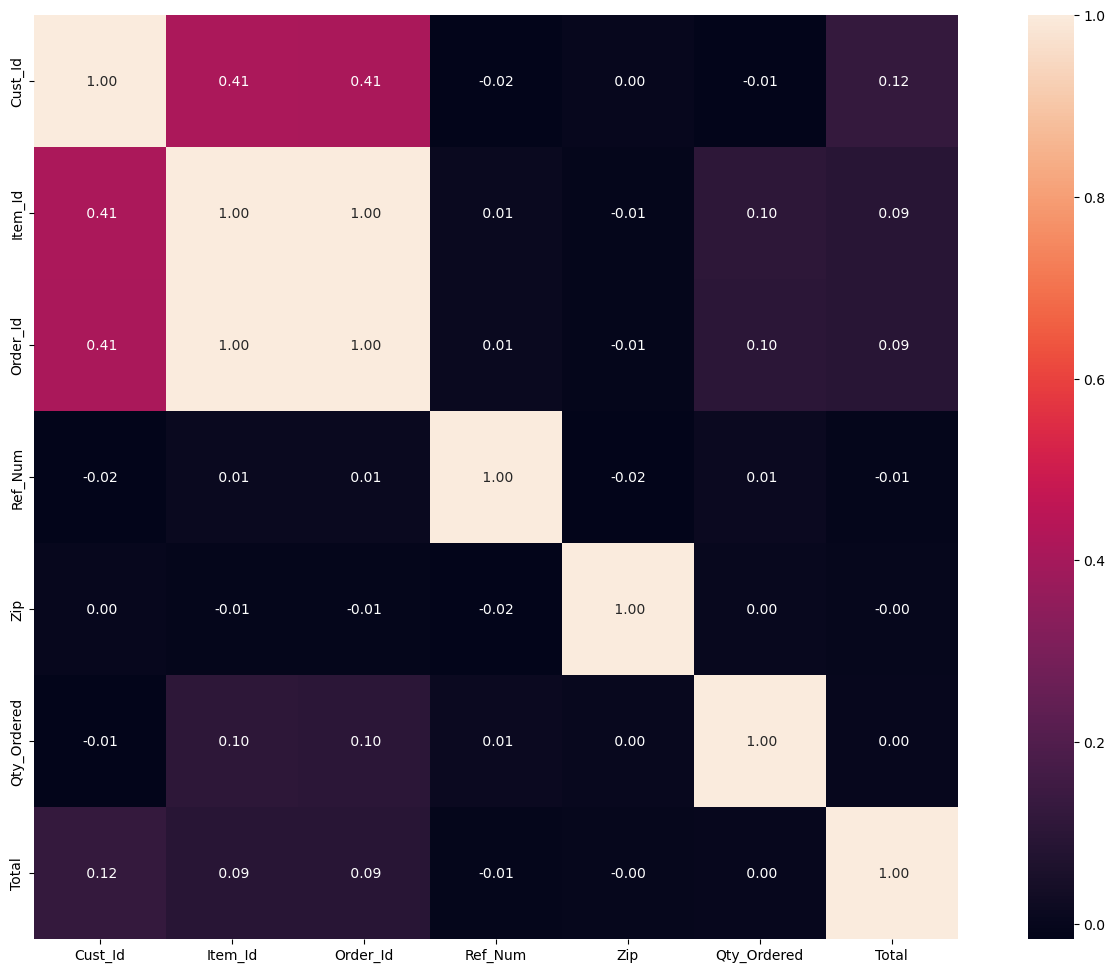 Cust_Id 1.00 0.41 0.41 -0.02 0.00 -0.01 0.12
Item_Id 0.41 1.00 1.00 0.01 -0.01 0.10 0.09
Order_Id 0.41 1.00 1.00 0.01 -0.01 0.10 0.09
Ref_Num -0.02 0.01 0.01 1.00 -0.02 0.01 -0.01
Zip 0.00 -0.01 -0.01 -0.02 1.00 0.00 -0.00
Qty_Ordered -0.01 0.10 0.10 0.01 0.00 1.00 0.00
Total 0.12 0.09 0.09 -0.01 -0.00 0.00 1.00
Cust_Id Item_Id Order_Id Ref_Num Zip Qty_Ordered Total
1.0
0.8
0.6
0.4
0.2
0.0